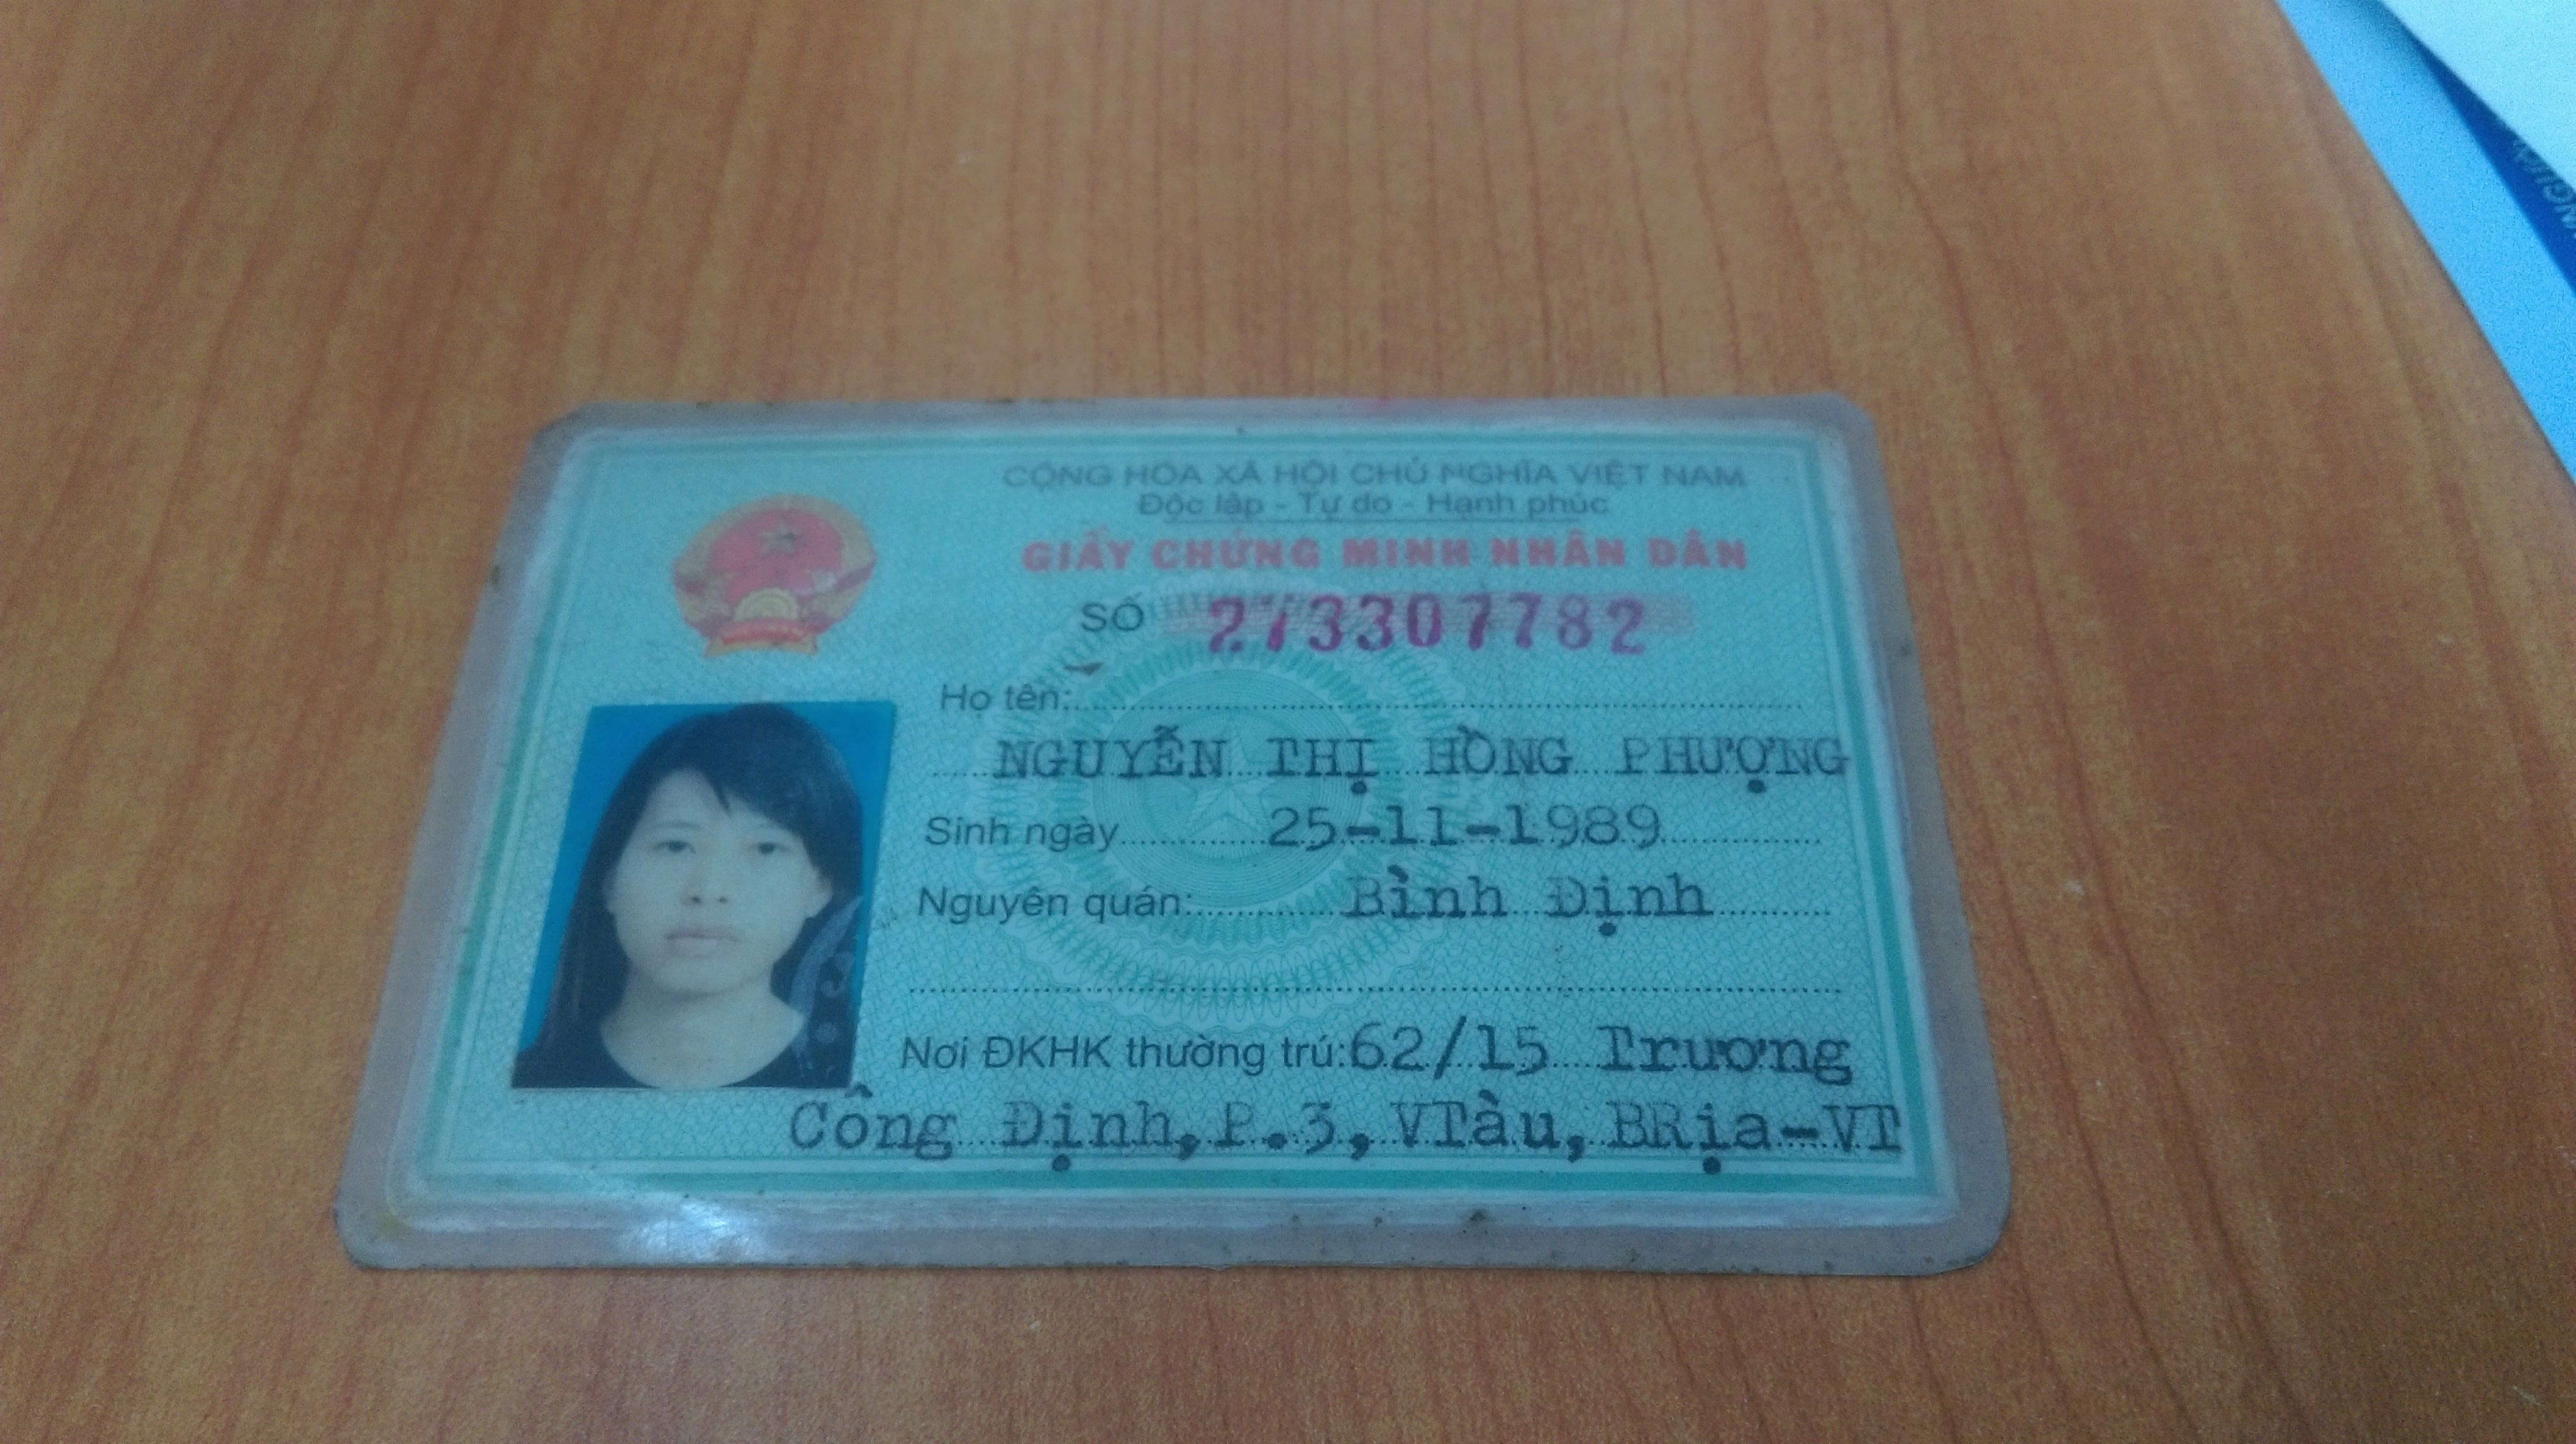 CỘNG HÒA XÃ HỘI CHỦ NGHĨA VIỆT NAM
Độc lập - Tự do - Hạnh phúc
GIẤY CHỨNG MINH NHÂN DÂN
SỐ 273307782
Họ tên:
NGUYỄN THỊ HỒNG PHƯỢNG
Sinh ngày 25-11-1989
Nguyên quán: Bình Định
Nơi ĐKHK thường trú: 62/15 Trương
Công Định, P.3, VTàu, BRịa-VT